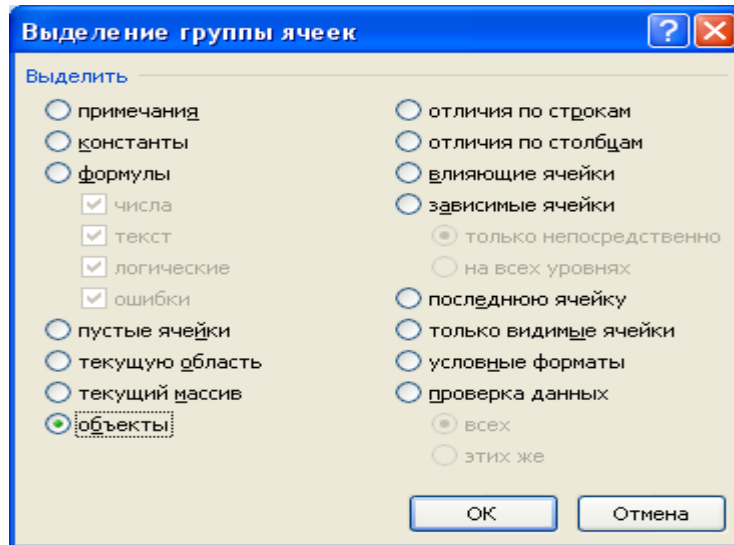 Выделение группы ячеек
Выделить
примечания
константы
формулы
числа
текст
логические
ошибки
пустые ячейки
текущую область
текущий массив
объекты
отличия по строкам
отличия по столбцам
влияющие ячейки
зависимые ячейки
только непосредственно
на всех уровнях
последнюю ячейку
только видимые ячейки
условные форматы
проверка данных
всех
этих же
ОК
Отмена